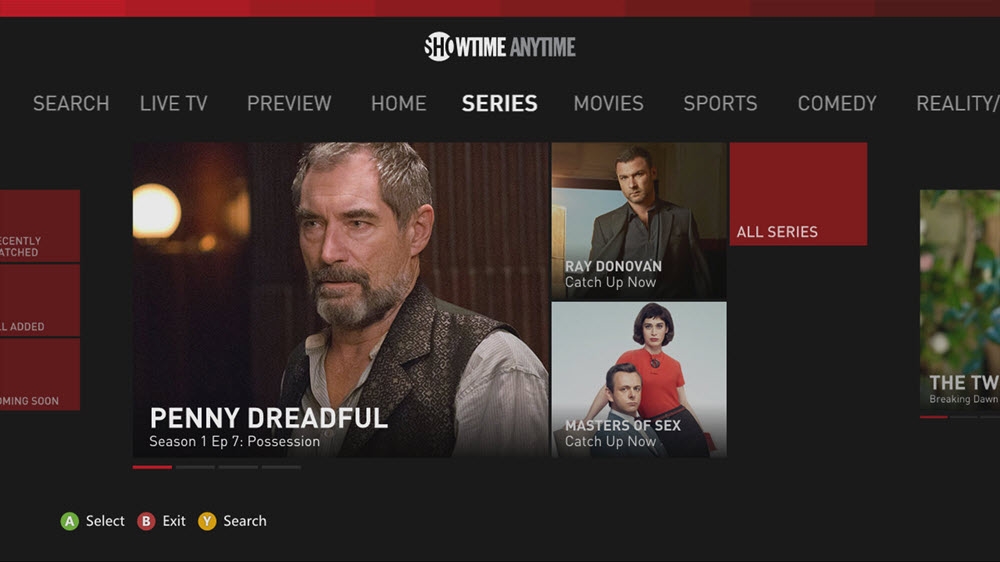 SHOWTIME ANYTIME
SEARCH LIVE TV PREVIEW HOME SERIES MOVIES SPORTS COMEDY REALITY/
ECENTLY
ATCHED
L ADDED
OMING SOON
PENNY DREADFUL
Season 1 Ep 7: Possession
RAY DONOVAN
Catch Up Now
MASTERS OF SEX
Catch Up Now
ALL SERIES
THE TW
Breaking Dawn
A Select B Exit Y Search